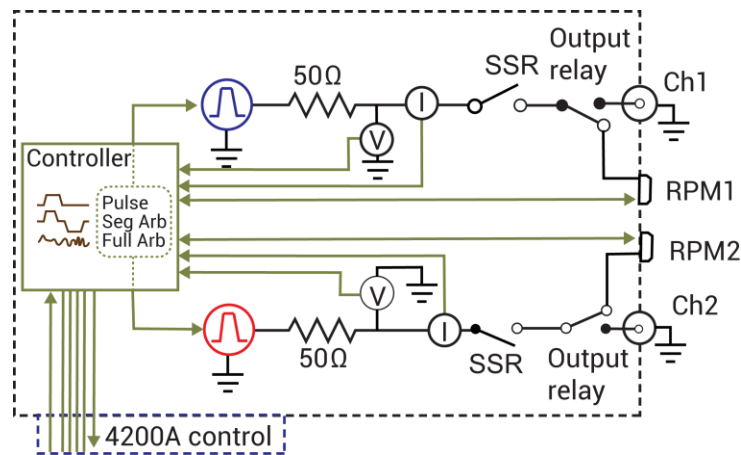 Output
relay
SSR
50Ω
Ch1
I
V
Controller
Pulse
Seg Arb
Full Arb
RPM1
RPM2
V
I
Ch2
50Ω
SSR
Output
relay
4200A control